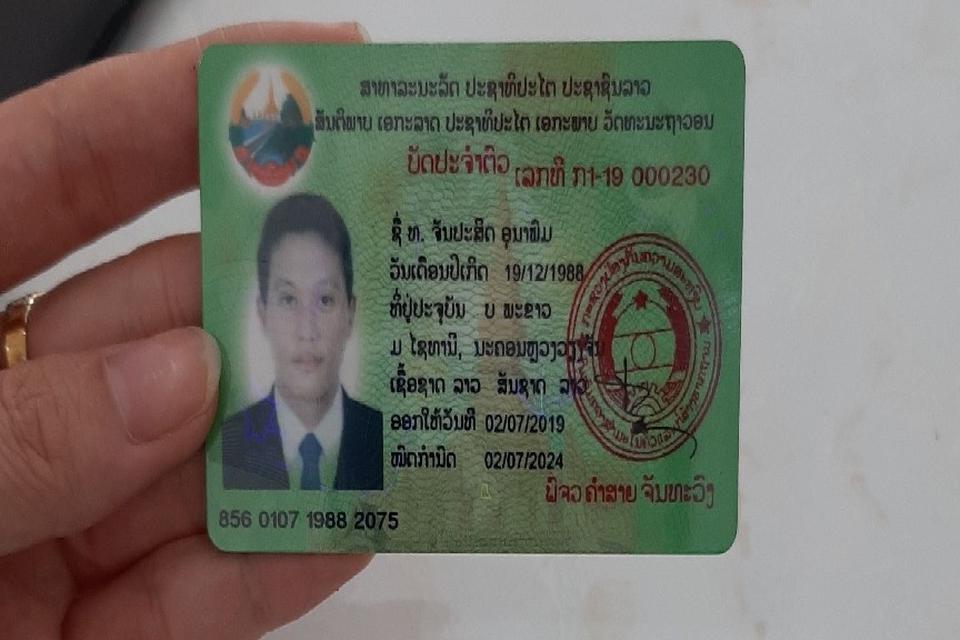 ສາທາລະນະລັດ ປະຊາທິປະໄຕ ປະຊາຊົນລາວ
ສັນຕິພາບ ເອກະລາດ ປະຊາທິປະໄຕ ເອກະພາບ ວັດທະນະຖາວອນ
ບັດປະຈຳຕົວ ເລກທີ ກ1-19 000230
ຊື່ ທ. ຈັນປະສິດ ອຸນາພົມ
ວັນເດືອນປີເກີດ 19/12/1988
ທີ່ຢູ່ປະຈຸບັນ ບ ພະຂາວ
ມ ໄຊທານີ, ນະຄອນຫຼວງວຽງຈັນ
ເຊື້ອຊາດ ລາວ ສັນຊາດ ລາວ
ອອກໃຫ້ວັນທີ 02/07/2019
ໝົດກຳນົດ 02/07/2024
ພົຈວ ຄຳສາຍ ຈັນທະວົງ
856 0107 1988 2075